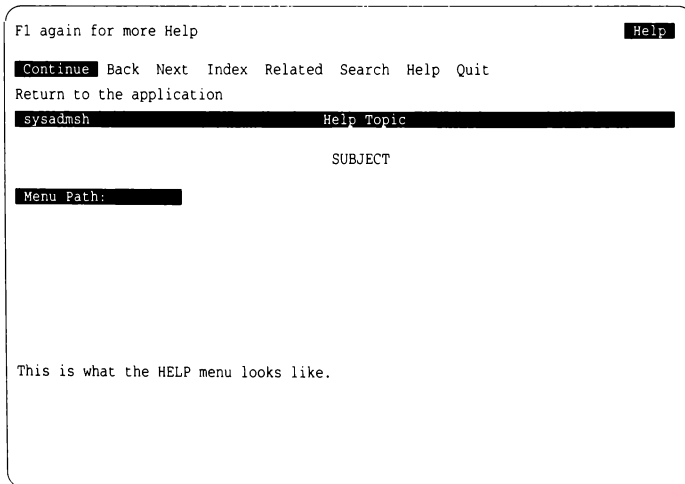 F1 again for more Help Help
Continue Back Next Index Related Search Help Quit
Return to the application
sysadmsh Help Topic
SUBJECT
Menu Path:
This is what the HELP menu looks like.